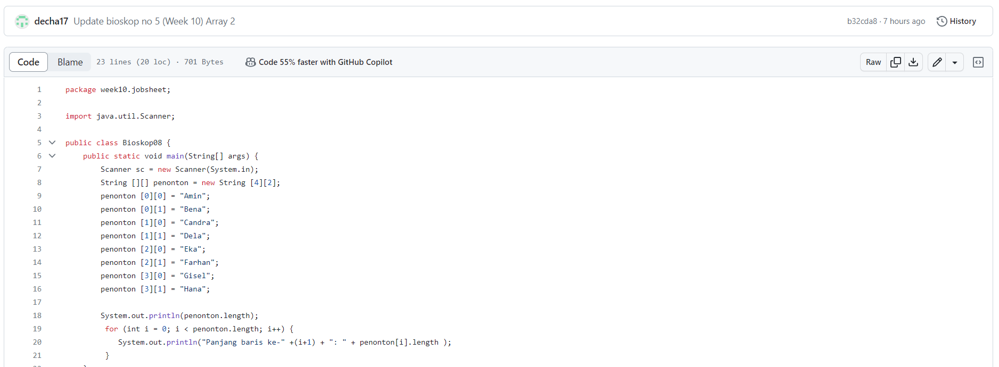 decha17 Update bioskop no 5 (Week 10) Array 2 b32cda8 · 7 hours ago History
Code Blame 23 lines (20 loc) · 701 Bytes Code 55% faster with GitHub Copilot Raw
1 package week10.jobsheet;
2
3 import java.util.Scanner;
4
5 public class Bioskop08 {
6 public static void main(String[] args) {
7 Scanner sc = new Scanner(System.in);
8 String [][] penonton = new String [4][2];
9 penonton [0][0] = "Amin";
10 penonton [0][1] = "Bena";
11 penonton [1][0] = "Candra";
12 penonton [1][1] = "Dela";
13 penonton [2][0] = "Eka";
14 penonton [2][1] = "Farhan";
15 penonton [3][0] = "Gisel";
16 penonton [3][1] = "Hana";
17
18 System.out.println(penonton.length);
19 for (int i = 0; i < penonton.length; i++) {
20 System.out.println("Panjang baris ke-" +(i+1) + ": " + penonton[i].length );
21 }